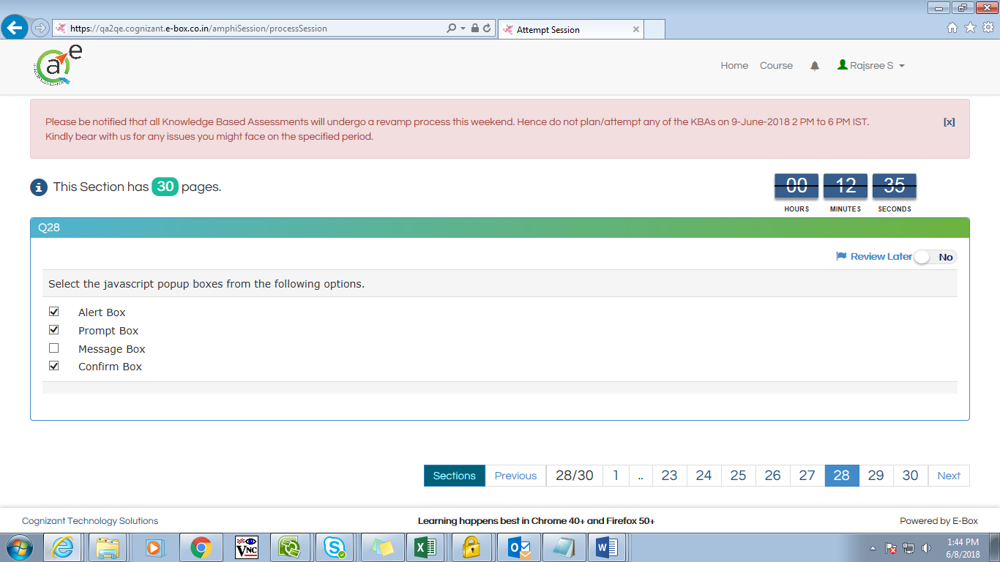 https://qa2qe.cognizant.e-box.co.in/amphiSession/processSession
Attempt Session
a e
Home Course Rajsree S
Please be notified that all Knowledge Based Assessments will undergo a revamp process this weekend. Hence do not plan/attempt any of the KBAs on 9-June-2018 2 PM to 6 PM IST. [x]
Kindly bear with us for any issues you might face on the specified period.
This Section has 30 pages.
00 12 35
HOURS MINUTES SECONDS
Q28
Review Later No
Select the javascript popup boxes from the following options.
Alert Box
Prompt Box
Message Box
Confirm Box
Sections Previous 28/30 1 .. 23 24 25 26 27 28 29 30 Next
Cognizant Technology Solutions Learning happens best in Chrome 40+ and Firefox 50+ Powered by E-Box
VNC
1:44 PM
6/8/2018